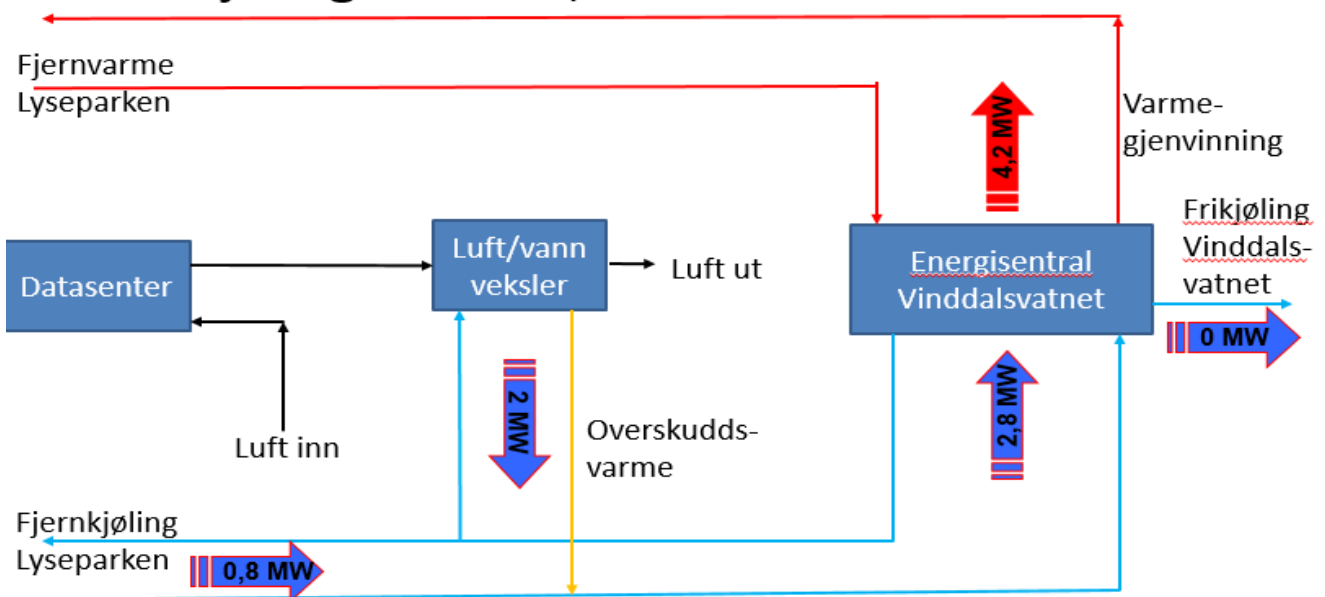 Fjernvarme
Lyseparken
4,2 MW
Varme-
gjenvinning
Frikjøling
Vinddals-
vatnet
Datasenter
Luft/vann
veksler
Luft ut
Energisentral
Vinddalsvatnet
0 MW
2 MW
2,8 MW
Luft inn
Overskudds-
varme
Fjernkjøling
Lyseparken
0,8 MW